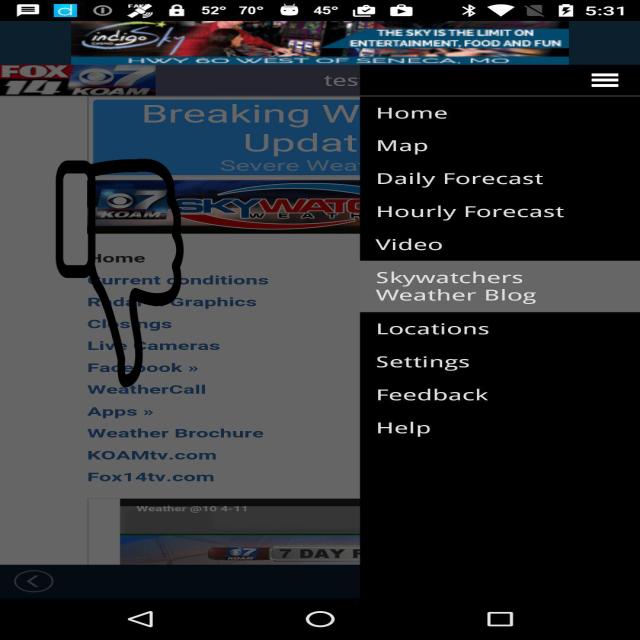 52° 70° 45° 5:31
indigo Sky
THE SKY IS THE LIMIT ON
ENTERTAINMENT, FOOD AND FUN
HWY 60 WEST OF SENECA, MO
FOX
14
7
KOAM
tes
Breaking W
Updat
Severe Wea
7
KOAM
SKYWATC
WEATH
Home
Current conditions
Graphics
Closings
Live Cameras
Facebook »
WeatherCall
Apps »
Weather Brochure
KOAMtv.com
Fox14tv.com
Weather @10 4-11
7
KOAM
7 DAY F
Home
Map
Daily Forecast
Hourly Forecast
Video
Skywatchers
Weather Blog
Locations
Settings
Feedback
Help